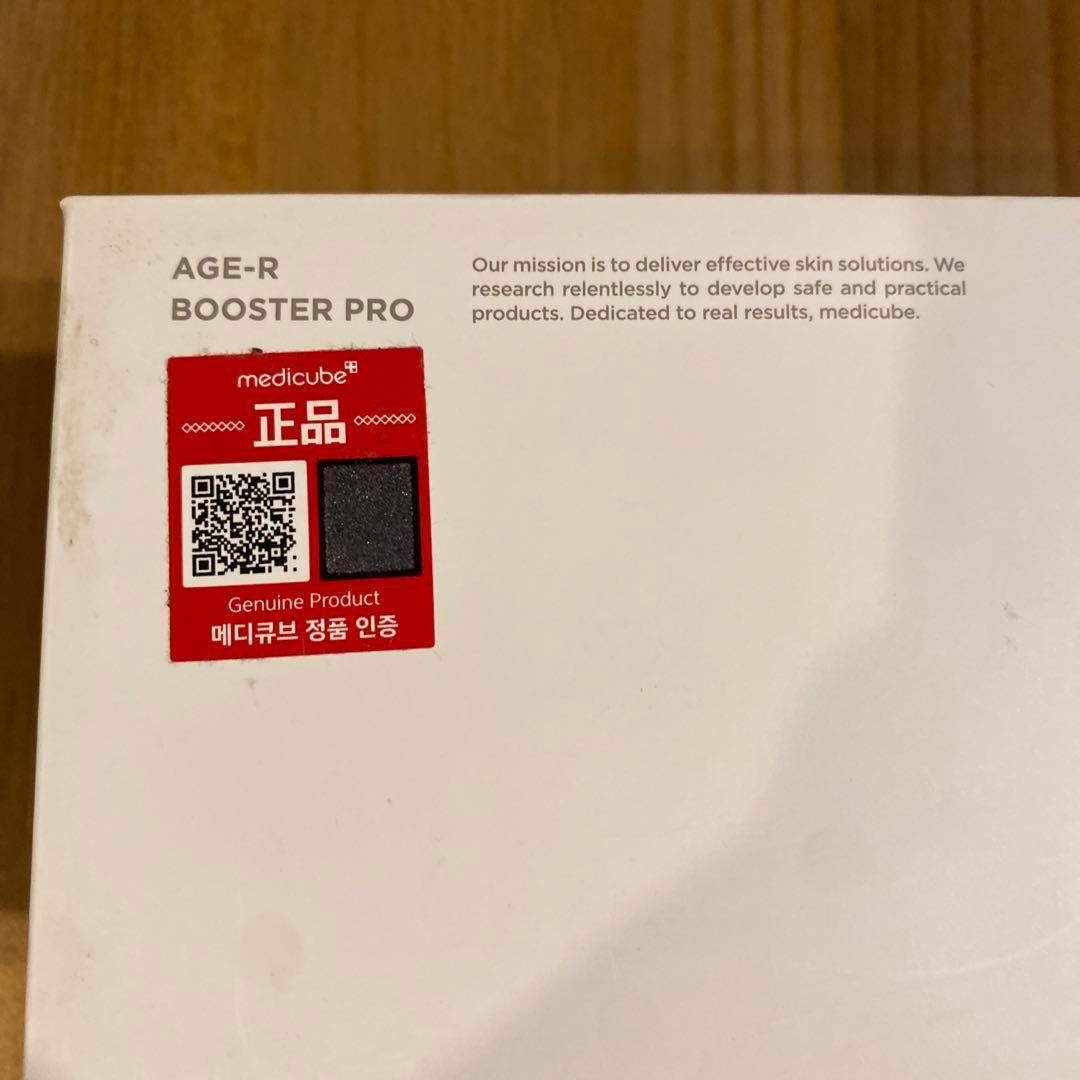 AGE-R
BOOSTER PRO
Our mission is to deliver effective skin solutions. We
research relentlessly to develop safe and practical
products. Dedicated to real results, medicube.
medicube
正品
Genuine Product
메디큐브 정품 인증